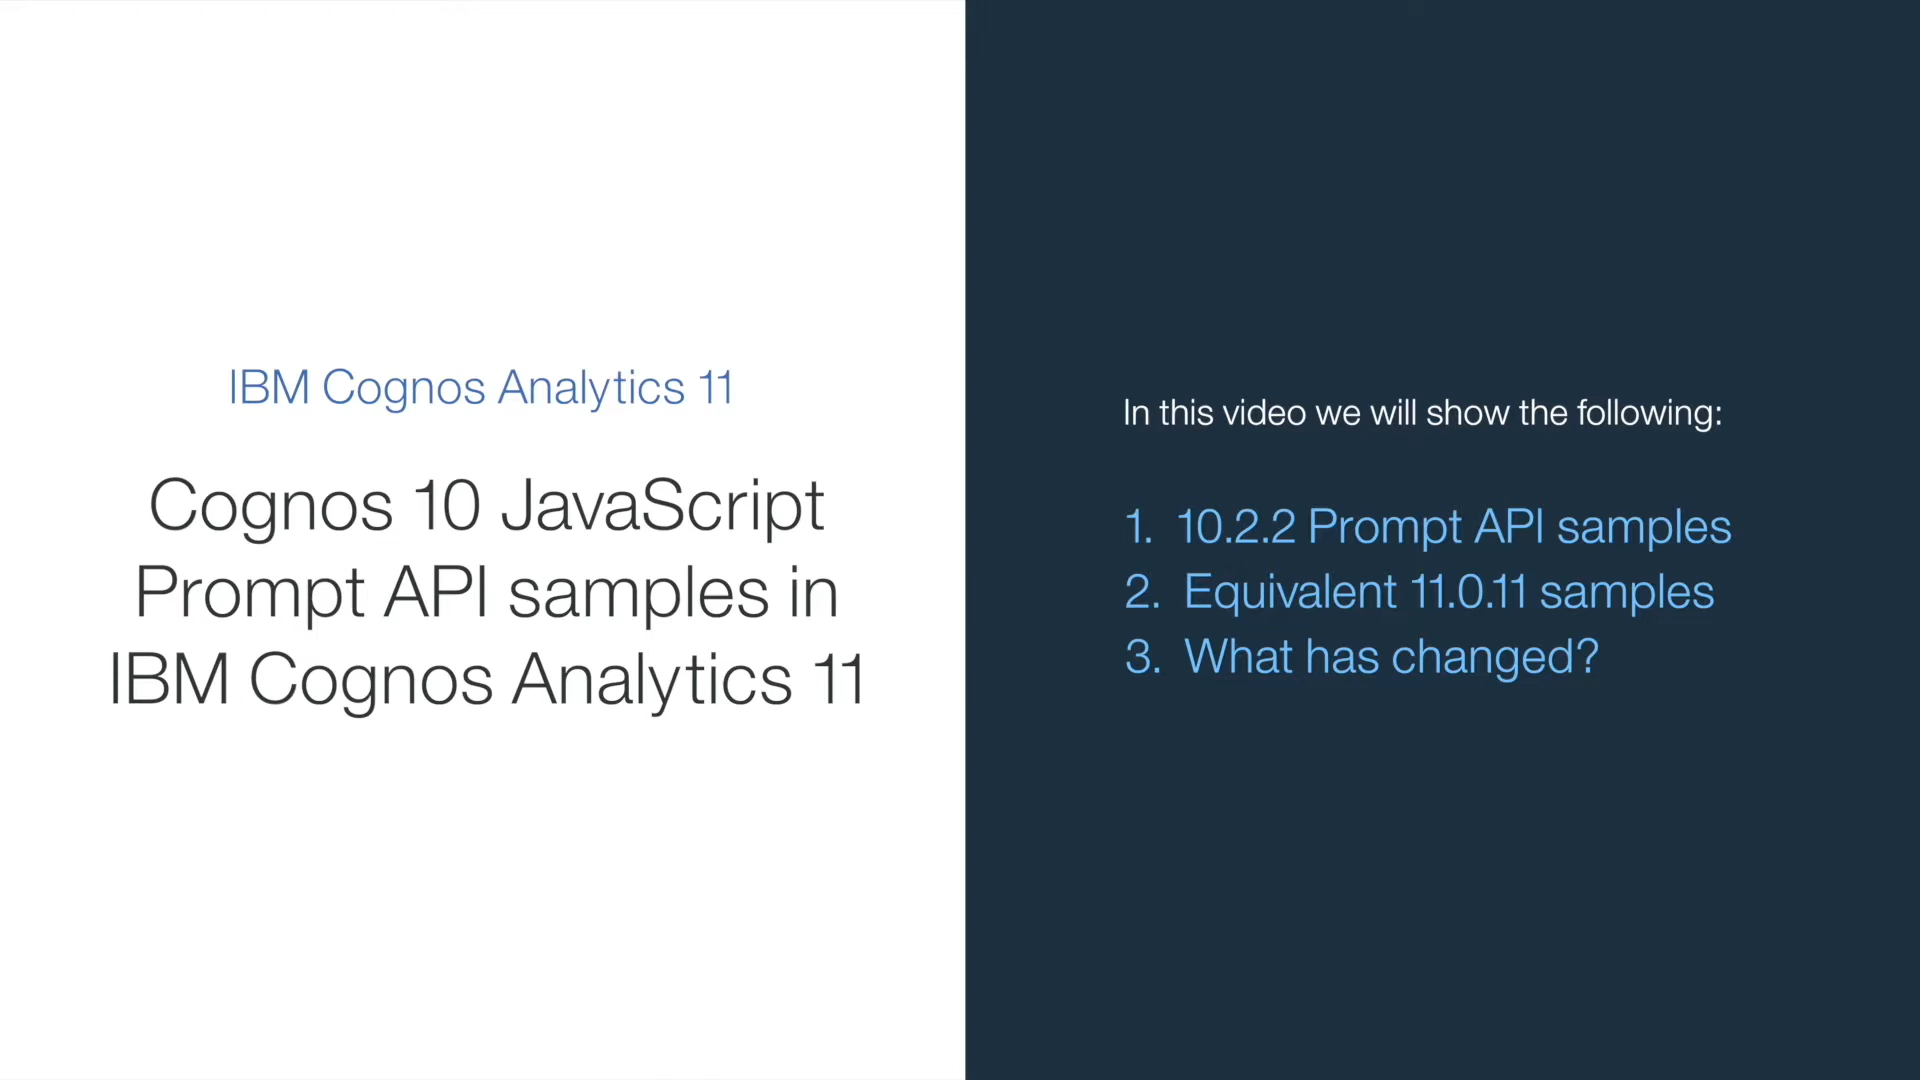 IBM Cognos Analytics 11
Cognos 10 JavaScript
Prompt API samples in
IBM Cognos Analytics 11
In this video we will show the following:
1. 10.2.2 Prompt API samples
2. Equivalent 11.0.11 samples
3. What has changed?